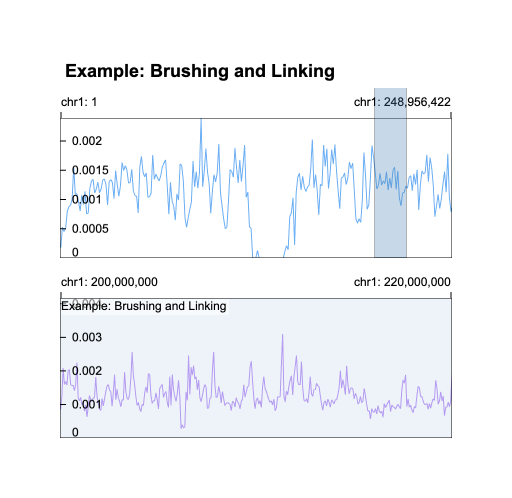 Example: Brushing and Linking
chr1: 1
chr1: 248,956,422
0.002
0.0015
0.001
0.0005
0
chr1: 200,000,000
chr1: 220,000,000
0.004
Example: Brushing and Linking
0.003
0.002
0.001
0